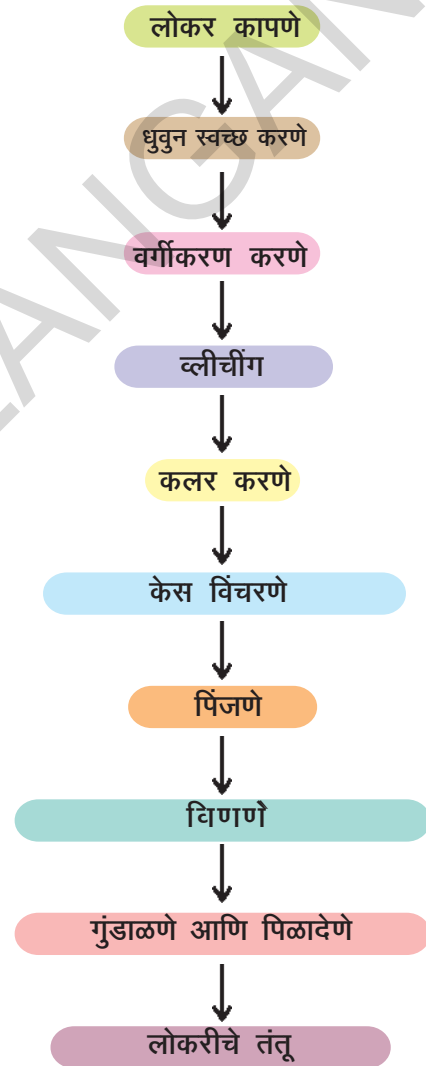 लोकर कापणे
धुवुन स्वच्छ करणे
वर्गीकरण करणे
व्लीचींग
कलर करणे
केस विंचरणे
पिंजणे
विणणे
गुंडाळणे आणि पिळादेणे
लोकरीचे तंतू